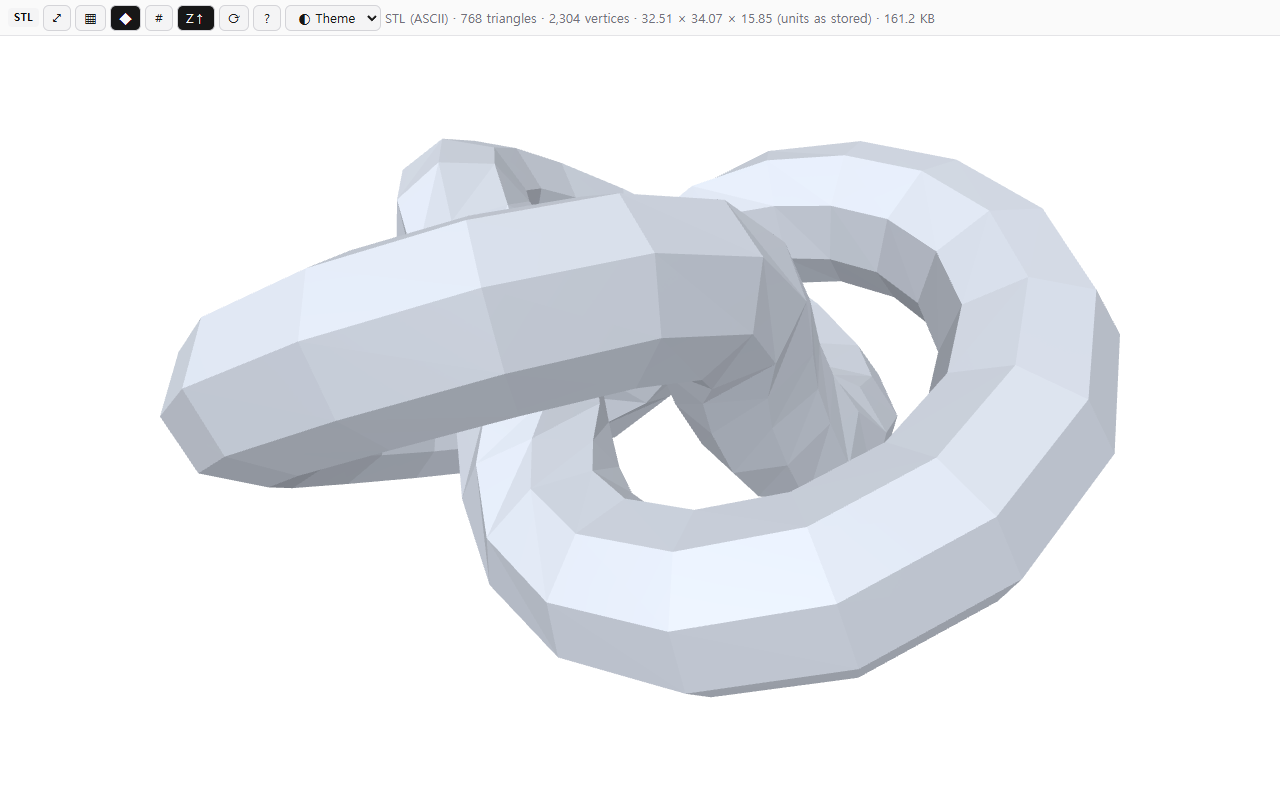 STL ⤢ ▦ ◆ # Z↑ ⟳ ? ◐ Theme STL (ASCII) · 768 triangles · 2,304 vertices · 32.51 × 34.07 × 15.85 (units as stored) · 161.2 KB